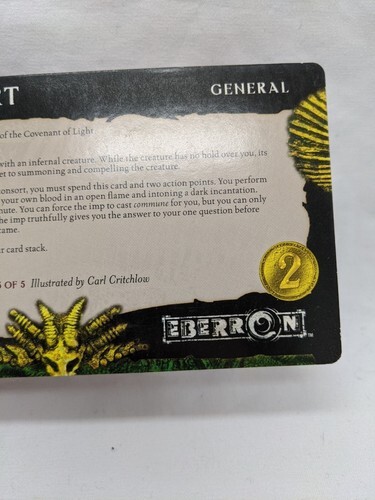 RT GENERAL
of the Covenant of Light
with an infernal creature. While the creature has no hold over you, its
et to summoning and compelling the creature.
onsort, you must spend this card and two action points. You perform
your own blood in an open flame and intoning a dark incantation.
nute. You can force the imp to cast commune for you, but you can only
he imp truthfully gives you the answer to your one question before
came.
r card stack.
5 OF 5 Illustrated by Carl Critchlow
2
EBERRON™